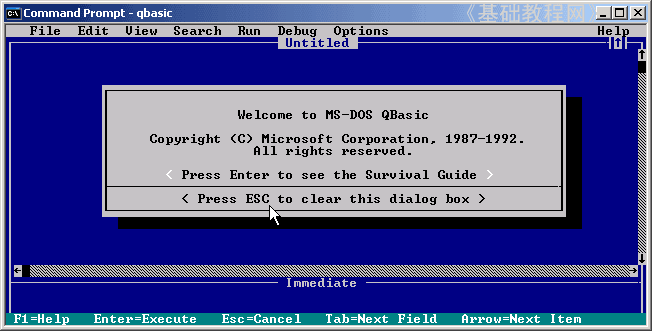 Command Prompt - qbasic
《基础教程网
File Edit View Search Run Debug Options Help
Untitled
Welcome to MS-DOS QBasic
Copyright (C) Microsoft Corporation, 1987-1992.
All rights reserved.
< Press Enter to see the Survival Guide >
< Press ESC to clear this dialog box >
Immediate
F1=Help Enter=Execute Esc=Cancel Tab=Next Field Arrow=Next Item